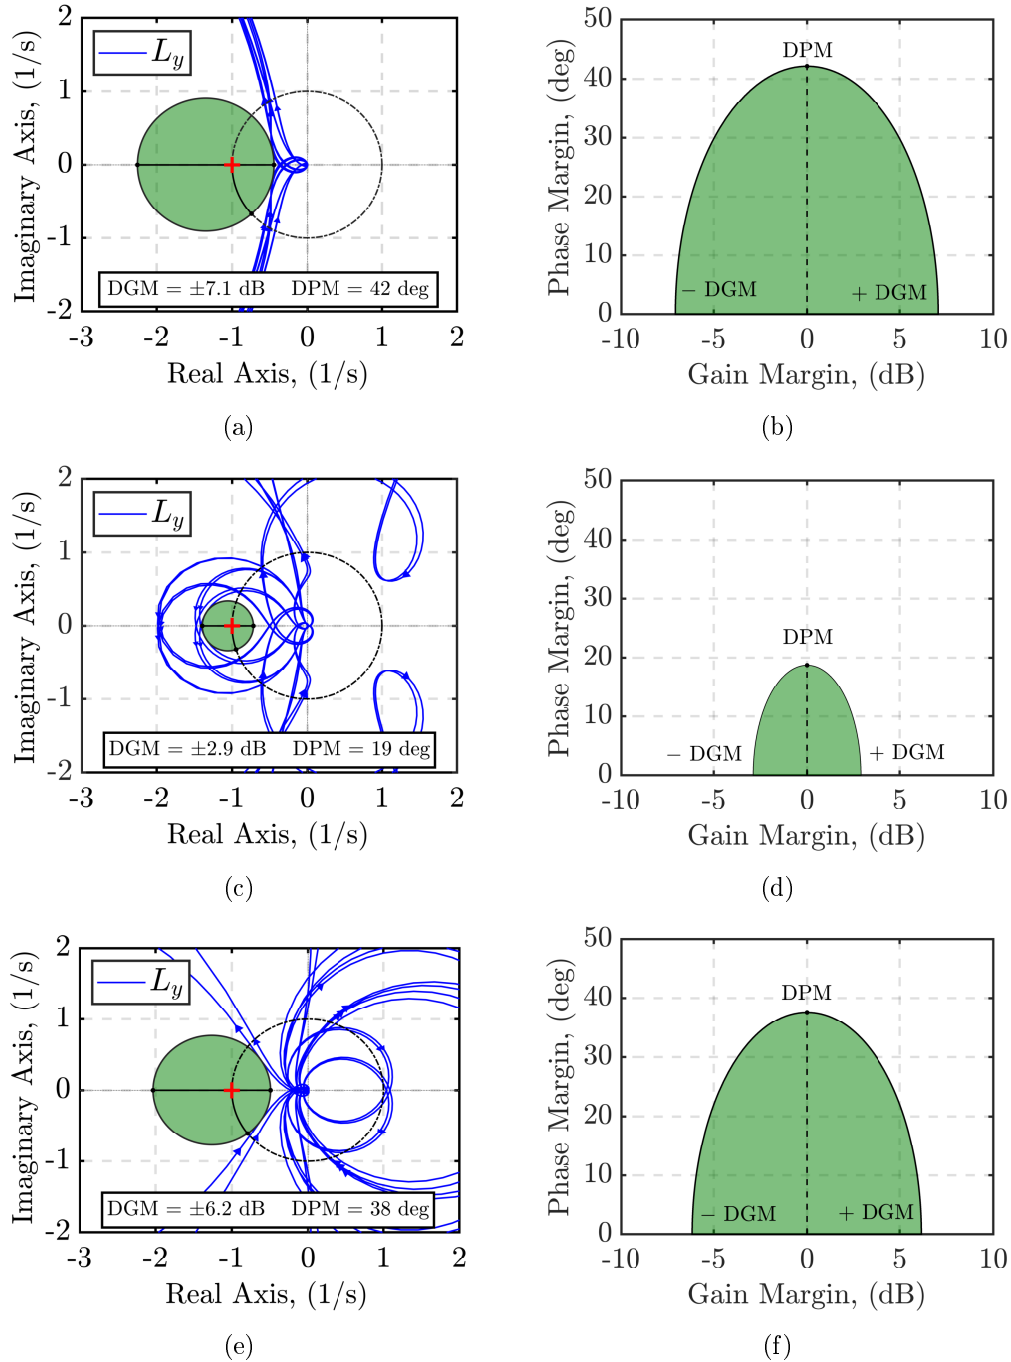 2
1
0
-1
-2
Imaginary Axis, (1/s)
L_y
DGM = ±7.1 dB DPM = 42 deg
-3 -2 -1 0 1 2
Real Axis, (1/s)
(a)
50
40
30
20
10
0
Phase Margin, (deg)
DPM
− DGM + DGM
-10 -5 0 5 10
Gain Margin, (dB)
(b)
2
1
0
-1
-2
Imaginary Axis, (1/s)
L_y
DGM = ±2.9 dB DPM = 19 deg
-3 -2 -1 0 1 2
Real Axis, (1/s)
(c)
50
40
30
20
10
0
Phase Margin, (deg)
DPM
− DGM + DGM
-10 -5 0 5 10
Gain Margin, (dB)
(d)
2
1
0
-1
-2
Imaginary Axis, (1/s)
L_y
DGM = ±6.2 dB DPM = 38 deg
-3 -2 -1 0 1 2
Real Axis, (1/s)
(e)
50
40
30
20
10
0
Phase Margin, (deg)
DPM
− DGM + DGM
-10 -5 0 5 10
Gain Margin, (dB)
(f)